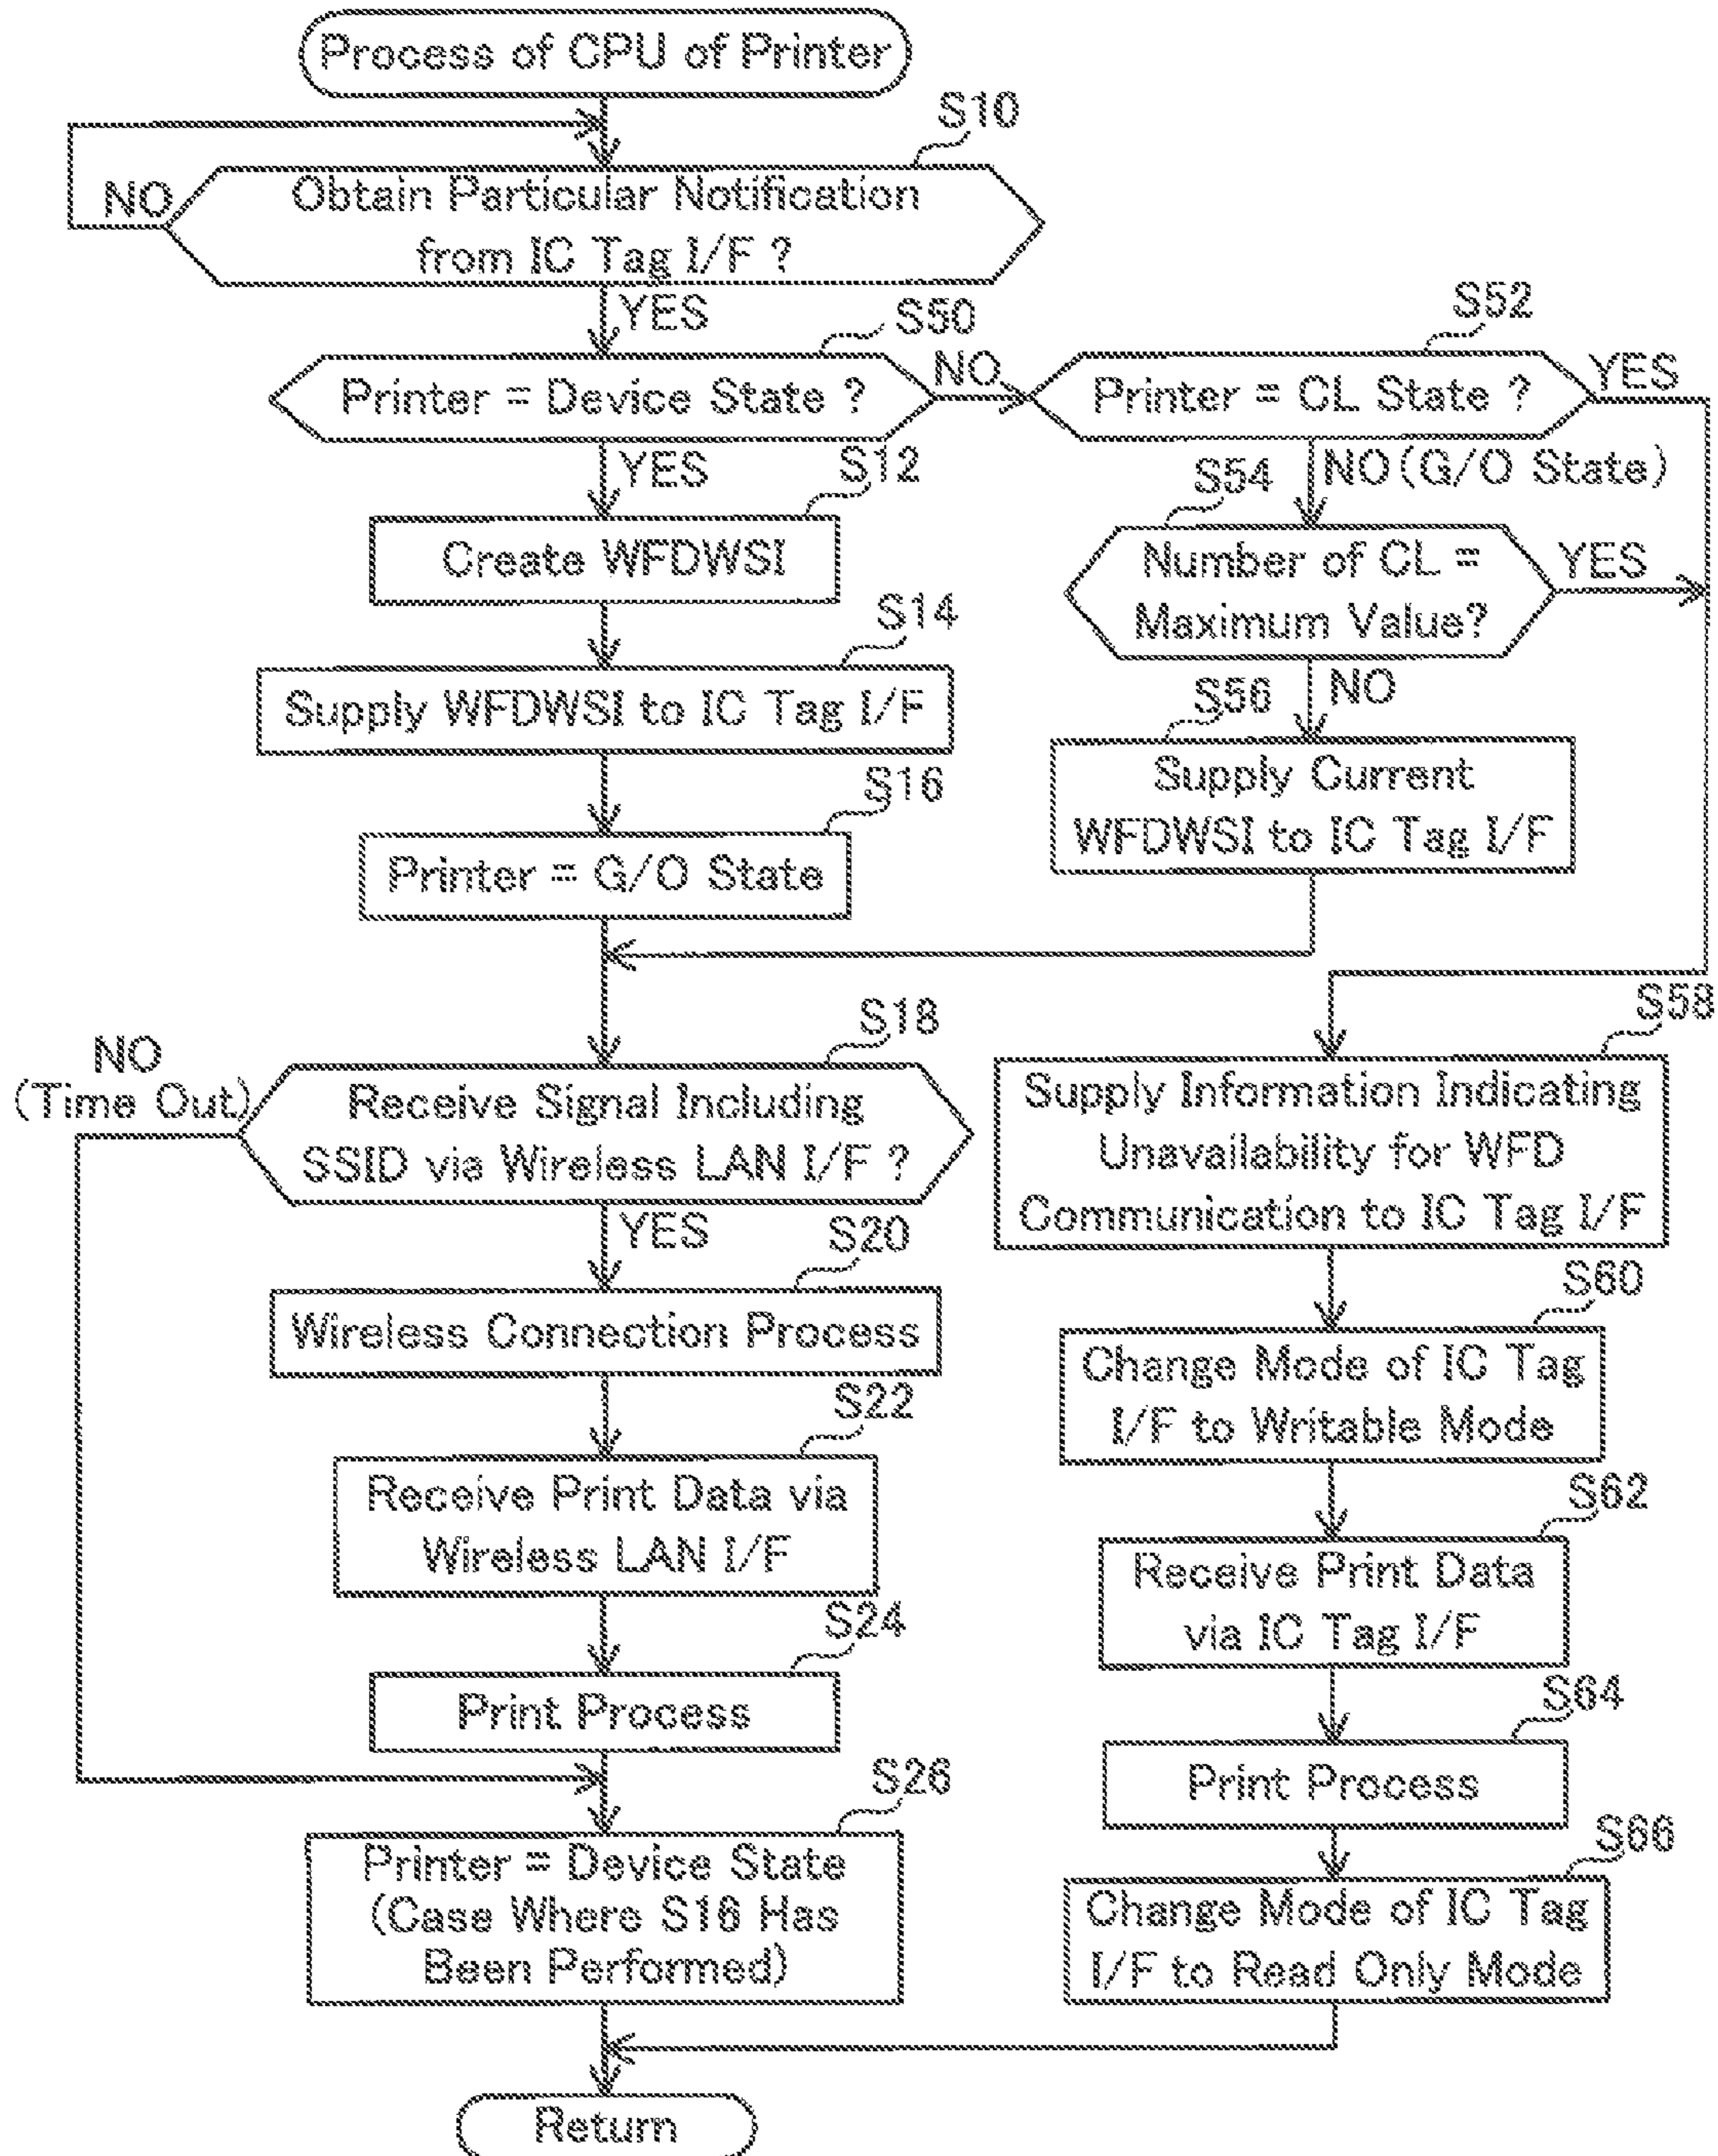 Process of CPU of Printer
S10
NO
Obtain Particular Notification
from IC Tag I/F ?
YES
S50
S52
Printer = Device State ?
NO
Printer = CL State ?
YES
YES
S12
NO(G/O State)
S54
Create WFDWSI
Number of CL =
Maximum Value?
YES
S14
Supply WFDWSI to IC Tag I/F
NO
S56
Supply Current
WFDWSI to IC Tag I/F
S16
Printer = G/O State
S18
NO
(Time Out)
Receive Signal Including
SSID via Wireless LAN I/F ?
S58
Supply Information Indicating
Unavailability for WFD
Communication to IC Tag I/F
YES
S20
Wireless Connection Process
S60
Change Mode of IC Tag
I/F to Writable Mode
S22
Receive Print Data via
Wireless LAN I/F
S62
Receive Print Data
via IC Tag I/F
S24
Print Process
S64
Print Process
S26
Printer = Device State
(Case Where S16 Has
Been Performed)
S66
Change Mode of IC Tag
I/F to Read Only Mode
Return